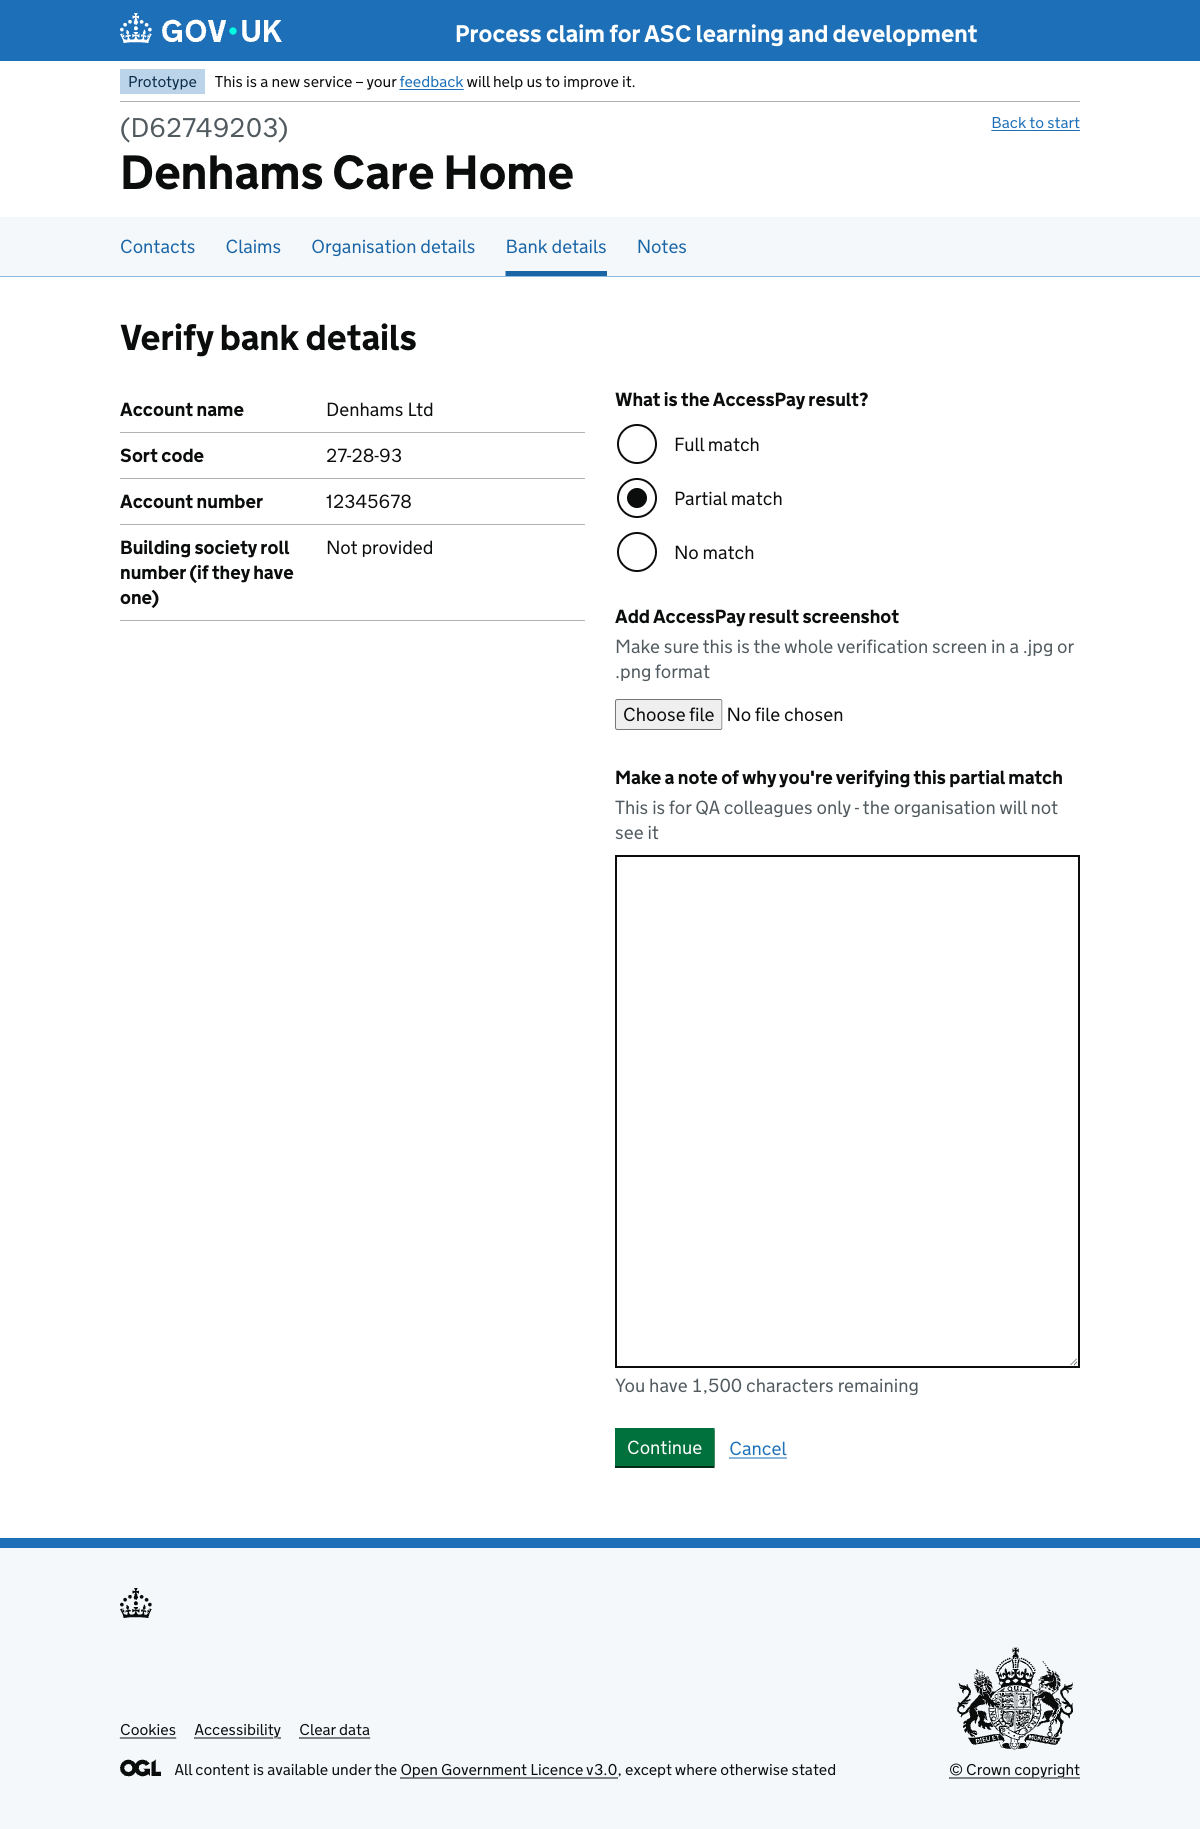 GOV·UK
Process claim for ASC learning and development
Prototype This is a new service – your feedback will help us to improve it.
(D62749203)
Back to start
Denhams Care Home
Contacts Claims Organisation details Bank details Notes
Verify bank details
Account name Denhams Ltd
Sort code 27-28-93
Account number 12345678
Building society roll Not provided
number (if they have
one)
What is the AccessPay result?
Full match
Partial match
No match
Add AccessPay result screenshot
Make sure this is the whole verification screen in a .jpg or
.png format
Choose file No file chosen
Make a note of why you're verifying this partial match
This is for QA colleagues only - the organisation will not
see it
You have 1,500 characters remaining
Continue Cancel
Cookies Accessibility Clear data
OGL All content is available under the Open Government Licence v3.0, except where otherwise stated
© Crown copyright